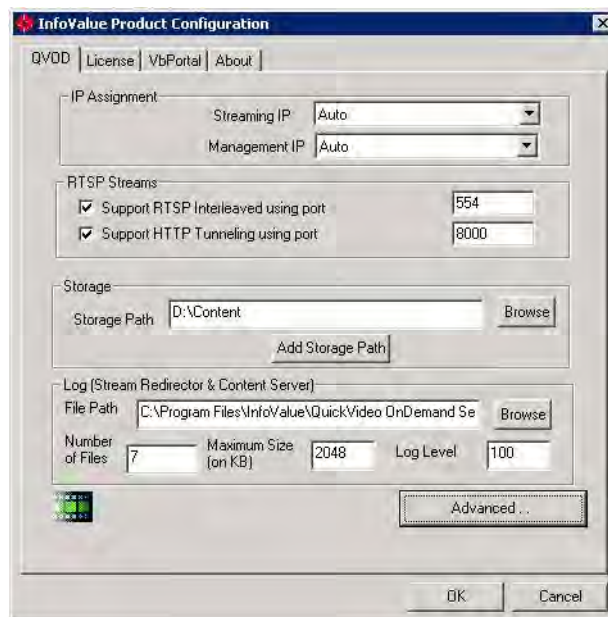 InfoValue Product Configuration
QVOD License VbPortal About
IP Assignment
Streaming IP Auto
Management IP Auto
RTSP Streams
Support RTSP Interleaved using port 554
Support HTTP Tunneling using port 8000
Storage
Storage Path D:\Content Browse
Add Storage Path
Log (Stream Redirector & Content Server)
File Path C:\Program Files\InfoValue\QuickVideo OnDemand Se Browse
Number of Files 7 Maximum Size (on KB) 2048 Log Level 100
Advanced ..
OK Cancel